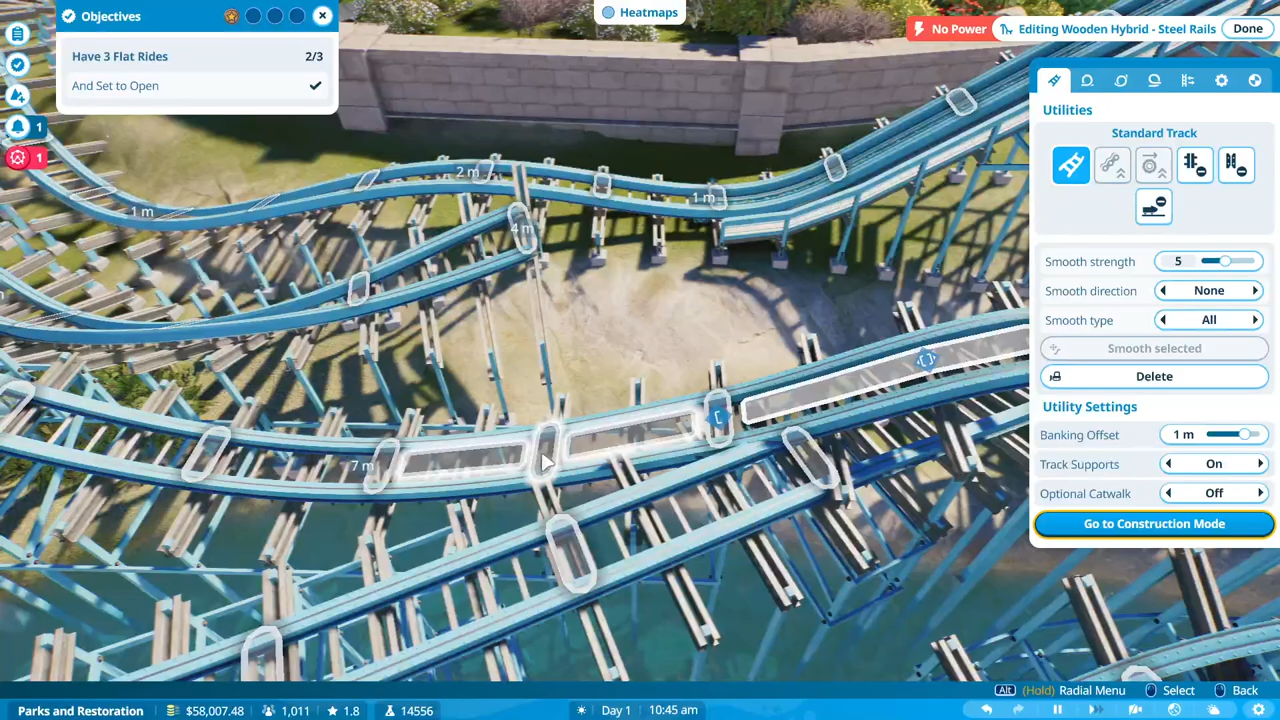 Objectives
Have 3 Flat Rides 2/3
And Set to Open
1
1
Heatmaps
No Power
Editing Wooden Hybrid - Steel Rails
Done
Utilities
Standard Track
Smooth strength 5
Smooth direction None
Smooth type All
Smooth selected
Delete
Utility Settings
Banking Offset 1 m
Track Supports On
Optional Catwalk Off
Go to Construction Mode
2 m
1 m
1 m
4 m
7 m
Alt (Hold) Radial Menu Select Back
Parks and Restoration $58,007.48 1,011 1.8 14556 Day 1 10:45 am